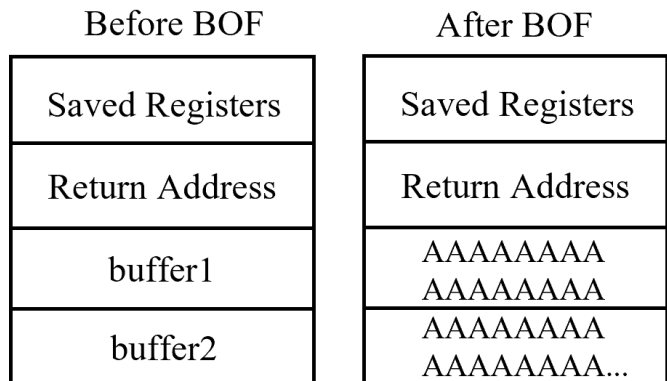 Before BOF
Saved Registers
Return Address
buffer1
buffer2
After BOF
Saved Registers
Return Address
AAAAAAAA
AAAAAAAA
AAAAAAAA
AAAAAAAA...